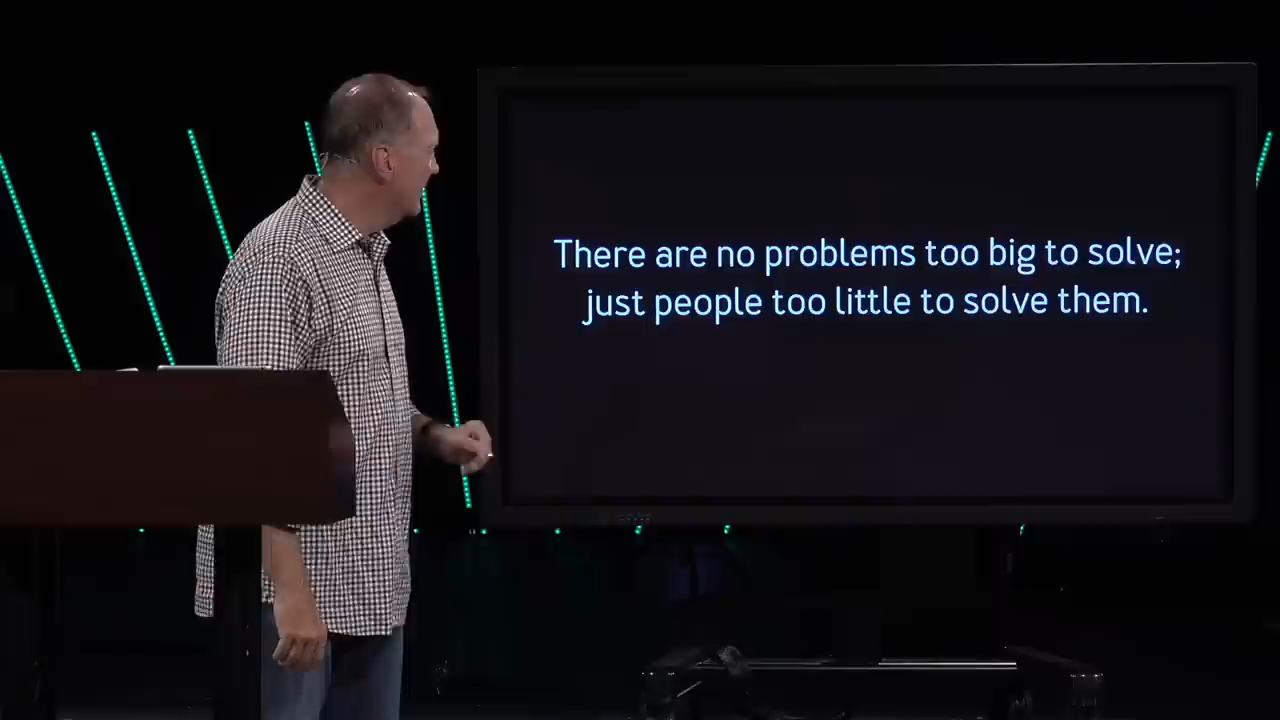 There are no problems too big to solve;
just people too little to solve them.